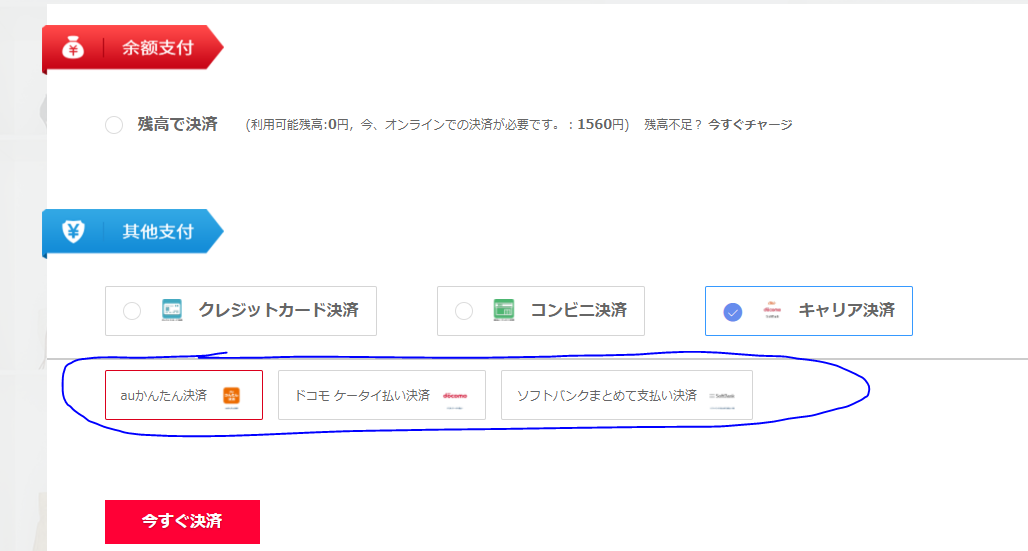 余额支付
残高で決済 (利用可能残高:0円，今、オンラインでの決済が必要です。：1560円) 残高不足？ 今すぐチャージ
其他支付
クレジットカード決済 コンビニ決済 キャリア決済
auかんたん決済 ドコモ ケータイ払い決済 döcomo ソフトバンクまとめて支払い決済 SoftBank
今すぐ決済